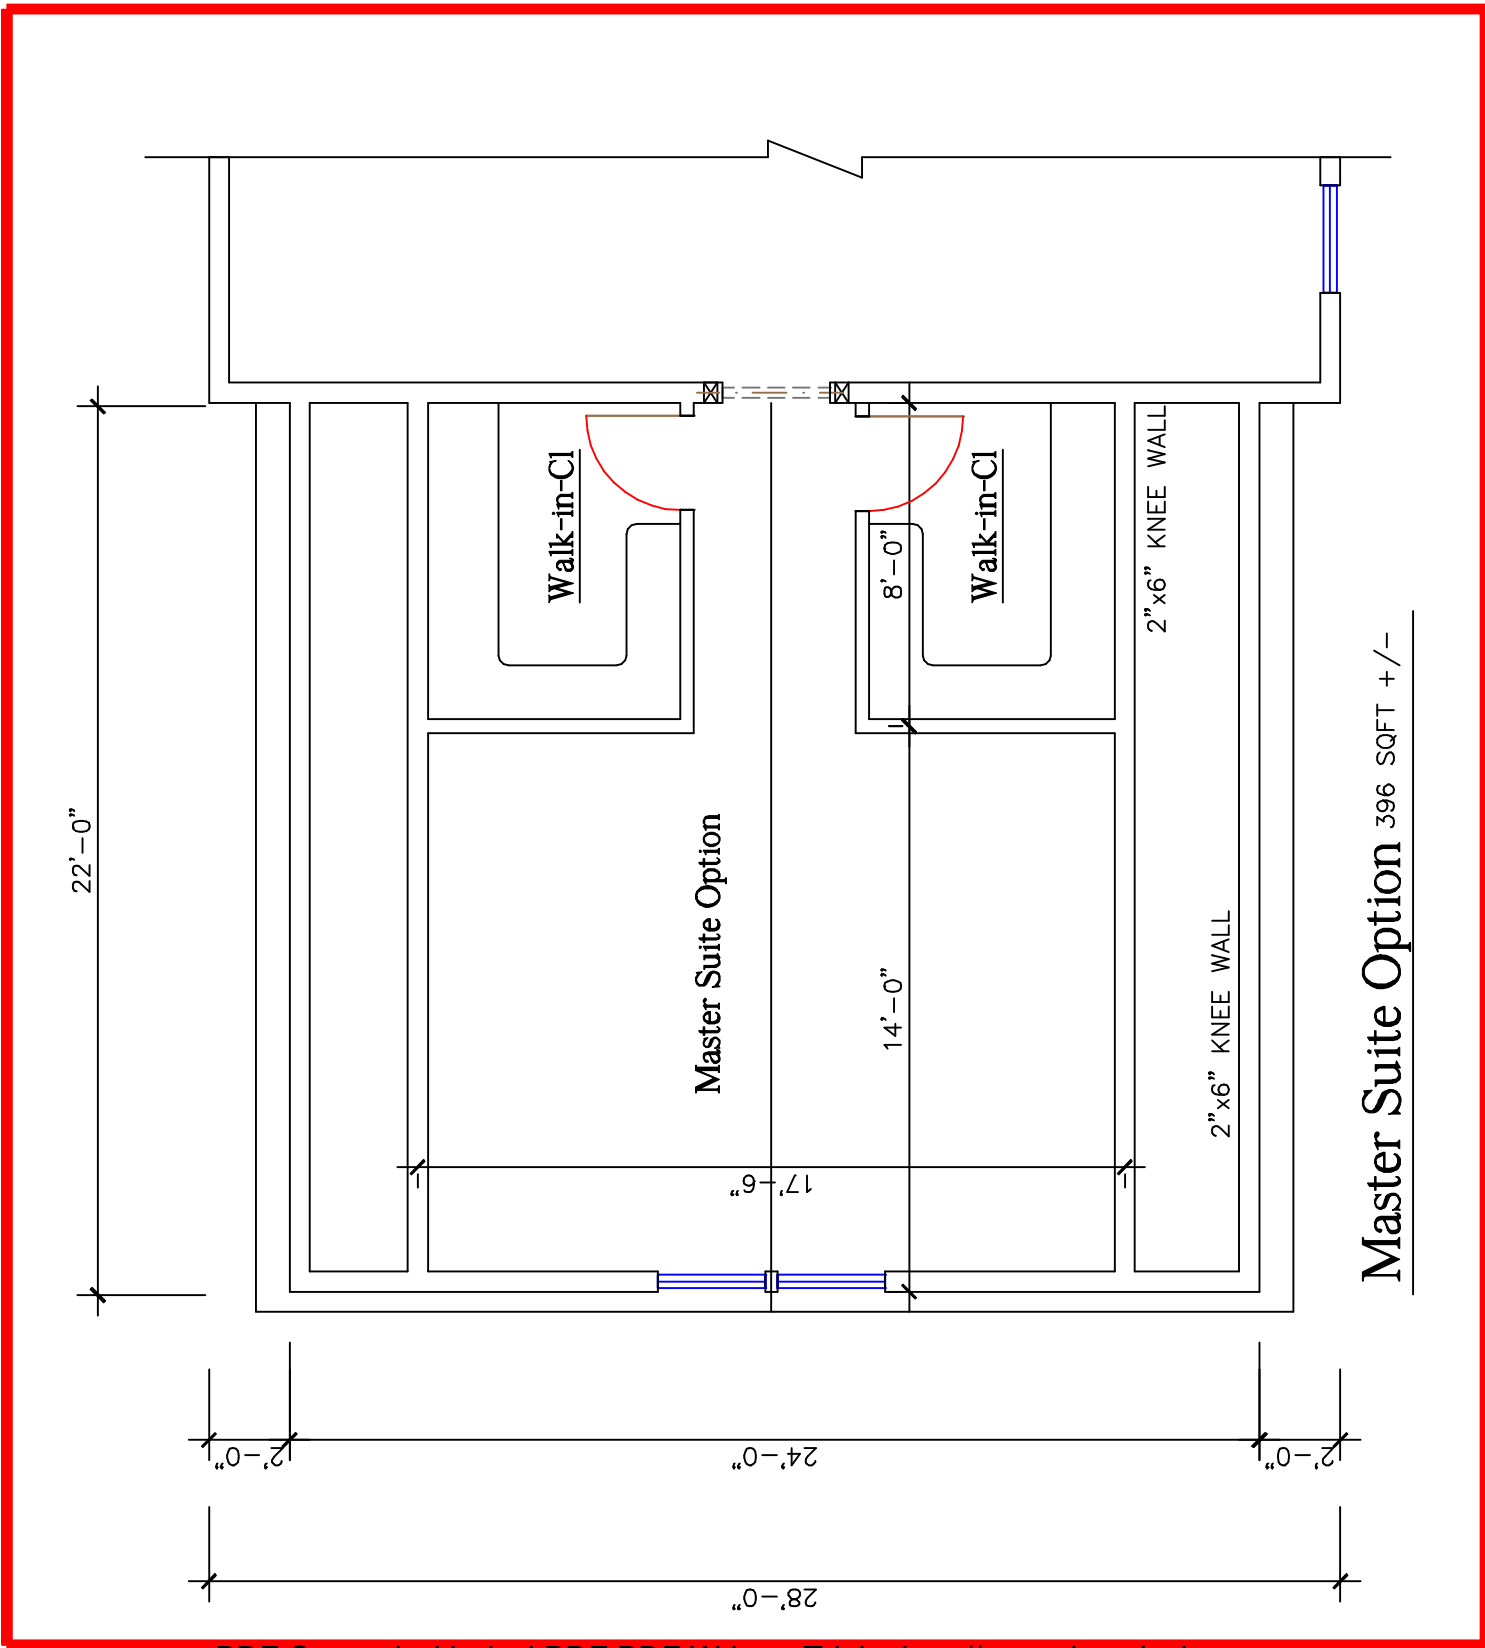 22'-0"
Walk-in-Cl
Walk-in-Cl
8'-0"
2"x6" KNEE WALL
Master Suite Option
14'-0"
2"x6" KNEE WALL
17'-6"
Master Suite Option 396 SQFT +/-
2'-0"
24'-0"
2'-0"
28'-0"